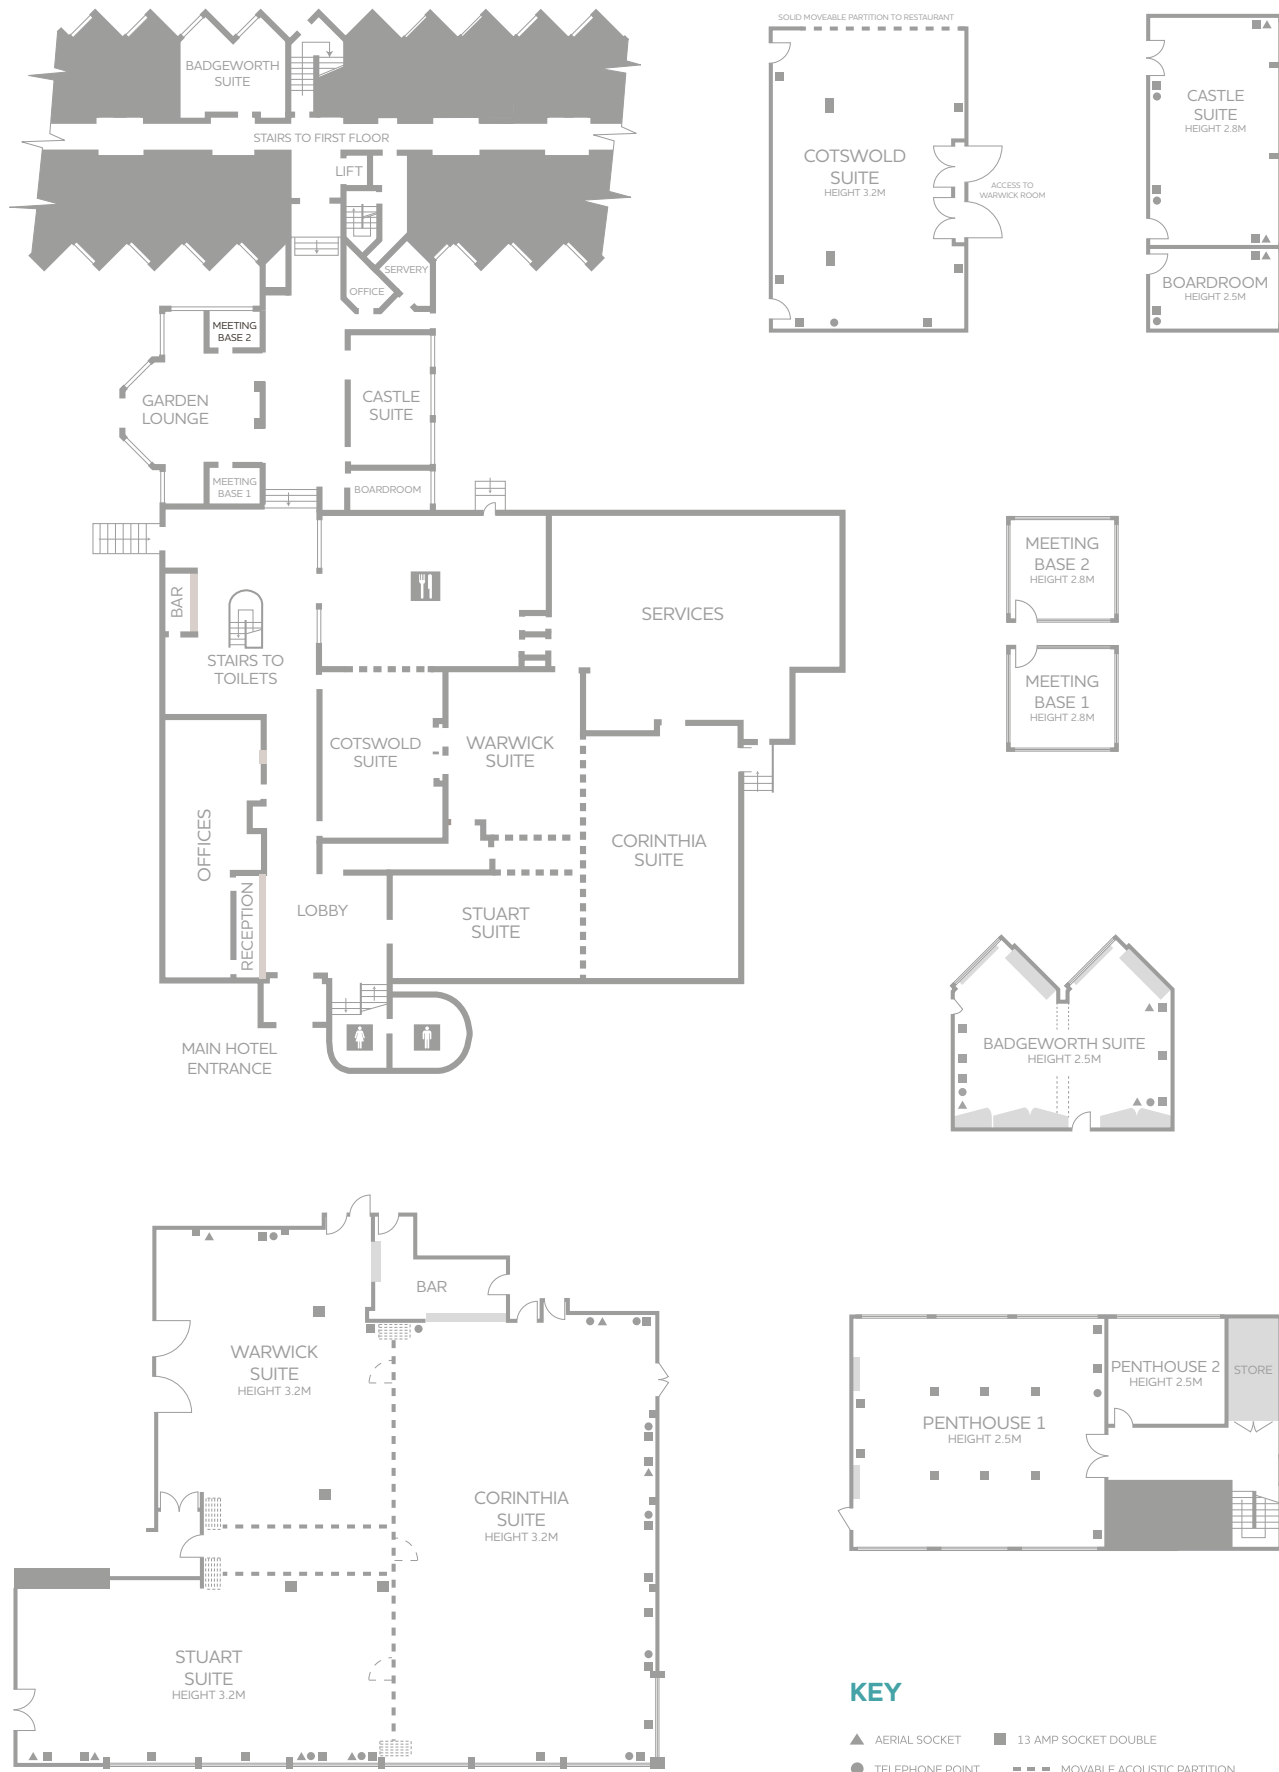 SOLID MOVEABLE PARTITION TO RESTAURANT
BADGEWORTH
SUITE
STAIRS TO FIRST FLOOR
LIFT
SERVERY
OFFICE
MEETING
BASE 2
GARDEN
LOUNGE
CASTLE
SUITE
MEETING
BASE 1
BOARDROOM
BAR
STAIRS TO
TOILETS
SERVICES
COTSWOLD
SUITE
WARWICK
SUITE
OFFICES
CORINTHIA
SUITE
RECEPTION
LOBBY
STUART
SUITE
MAIN HOTEL
ENTRANCE
COTSWOLD
SUITE
HEIGHT 3.2M
ACCESS TO
WARWICK ROOM
CASTLE
SUITE
HEIGHT 2.8M
BOARDROOM
HEIGHT 2.5M
MEETING
BASE 2
HEIGHT 2.8M
MEETING
BASE 1
HEIGHT 2.8M
BADGEWORTH SUITE
HEIGHT 2.5M
BAR
WARWICK
SUITE
HEIGHT 3.2M
CORINTHIA
SUITE
HEIGHT 3.2M
STUART
SUITE
HEIGHT 3.2M
PENTHOUSE 2
HEIGHT 2.5M
STORE
PENTHOUSE 1
HEIGHT 2.5M
KEY
AERIAL SOCKET
13 AMP SOCKET DOUBLE
TELEPHONE POINT
MOVABLE ACOUSTIC PARTITION